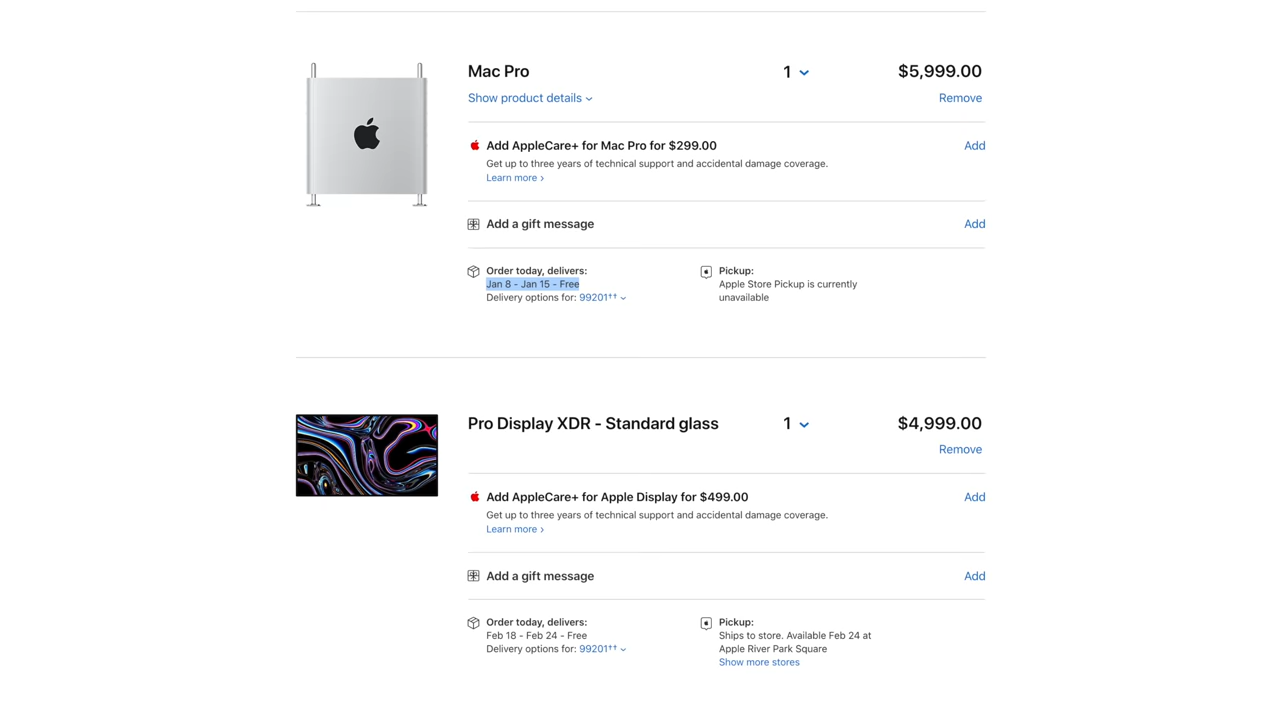 Mac Pro
1
$5,999.00
Show product details
Remove
Add AppleCare+ for Mac Pro for $299.00
Add
Get up to three years of technical support and accidental damage coverage.
Learn more ›
Add a gift message
Add
Order today, delivers:
Jan 8 - Jan 15 - Free
Delivery options for: 99201††
Pickup:
Apple Store Pickup is currently
unavailable
Pro Display XDR - Standard glass
1
$4,999.00
Remove
Add AppleCare+ for Apple Display for $499.00
Add
Get up to three years of technical support and accidental damage coverage.
Learn more ›
Add a gift message
Add
Order today, delivers:
Feb 18 - Feb 24 - Free
Delivery options for: 99201††
Pickup:
Ships to store. Available Feb 24 at
Apple River Park Square
Show more stores